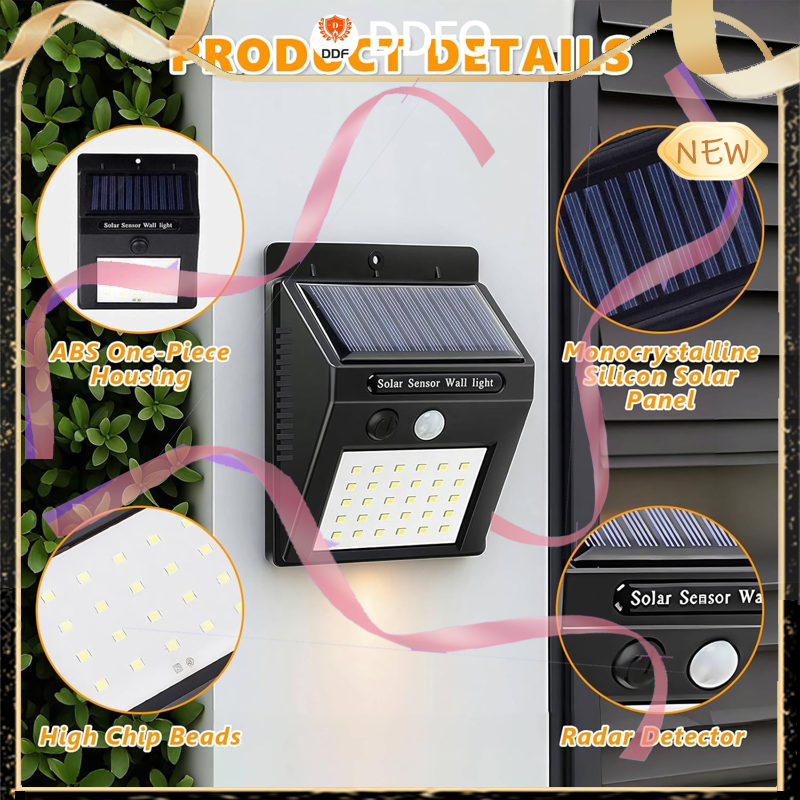 DDF
DDFO
PRODUCT DETAILS
NEW
Solar Sensor Wall light
ABS One-Piece
Housing
Monocrystalline
Silicon Solar
Panel
Solar Sensor Wall light
Solar Sensor Wa
High Chip Beads
Radar Detector